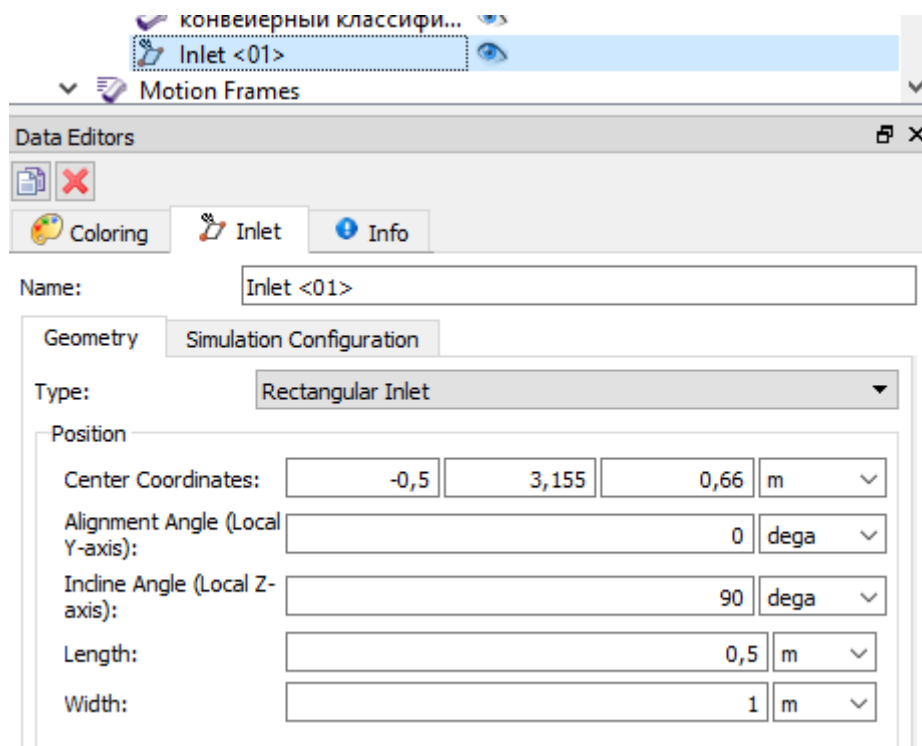 конвейерный классифи...
Inlet <01>
Motion Frames
Data Editors
Coloring Inlet Info
Name: Inlet <01>
Geometry Simulation Configuration
Type: Rectangular Inlet
Position
Center Coordinates: -0,5 3,155 0,66 m
Alignment Angle (Local
Y-axis): 0 dega
Incline Angle (Local Z-
axis): 90 dega
Length: 0,5 m
Width: 1 m